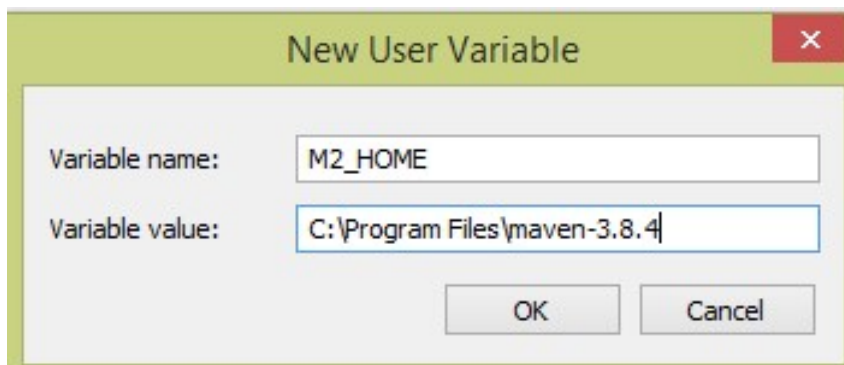 New User Variable
Variable name: M2_HOME
Variable value: C:\Program Files\maven-3.8.4
OK Cancel